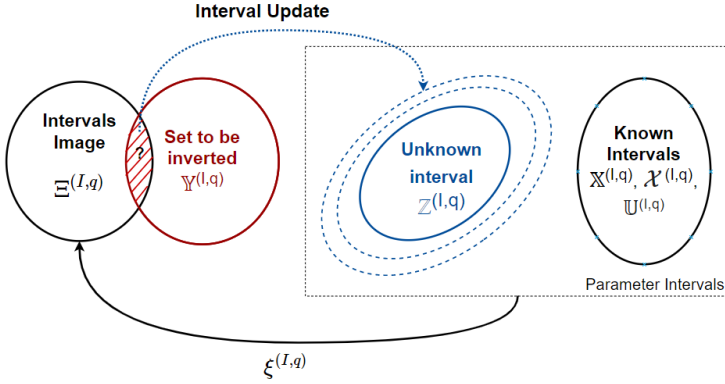 Interval Update
Intervals
Image
Ξ^(I,q)
?
Set to be
inverted
𝕐^(I,q)
Unknown
interval
ℤ^(I,q)
Known
Intervals
𝕏^(I,q), 𝒳^(I,q),
𝕌^(I,q)
Parameter Intervals
ξ^(I,q)